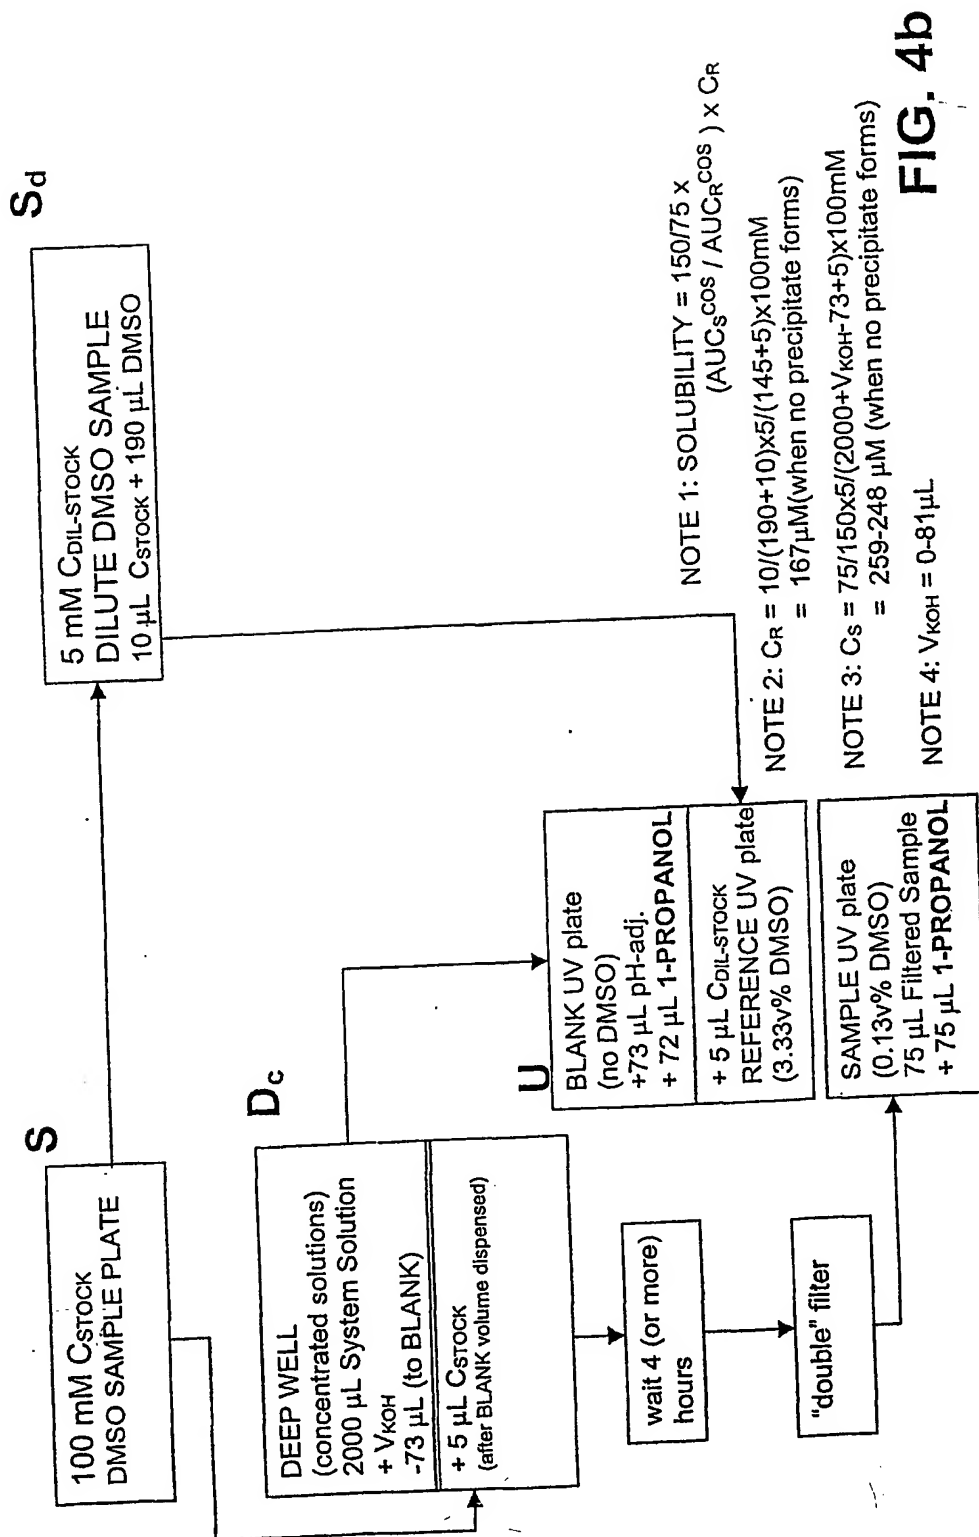 S
100 mM CSTOCK
DMSO SAMPLE PLATE
Sd
5 mM CDIL-STOCK
DILUTE DMSO SAMPLE
10 µL CSTOCK + 190 µL DMSO
Dc
DEEP WELL
(concentrated solutions)
2000 µL System Solution
+ VKOH
-73 µL (to BLANK)
+ 5 µL CSTOCK
(after BLANK volume dispensed)
wait 4 (or more)
hours
"double" filter
U
BLANK UV plate
(no DMSO)
+73 µL pH-adj.
+ 72 µL 1-PROPANOL
+ 5 µL CDIL-STOCK
REFERENCE UV plate
(3.33v% DMSO)
SAMPLE UV plate
(0.13v% DMSO)
75 µL Filtered Sample
+ 75 µL 1-PROPANOL
NOTE 1: SOLUBILITY = 150/75 x
(AUCS^COS / AUCR^COS ) x CR
NOTE 2: CR = 10/(190+10)x5/(145+5)x100mM
= 167µM(when no precipitate forms)
NOTE 3: CS = 75/150x5/(2000+VKOH-73+5)x100mM
= 259-248 µM (when no precipitate forms)
NOTE 4: VKOH = 0-81µL
FIG. 4b